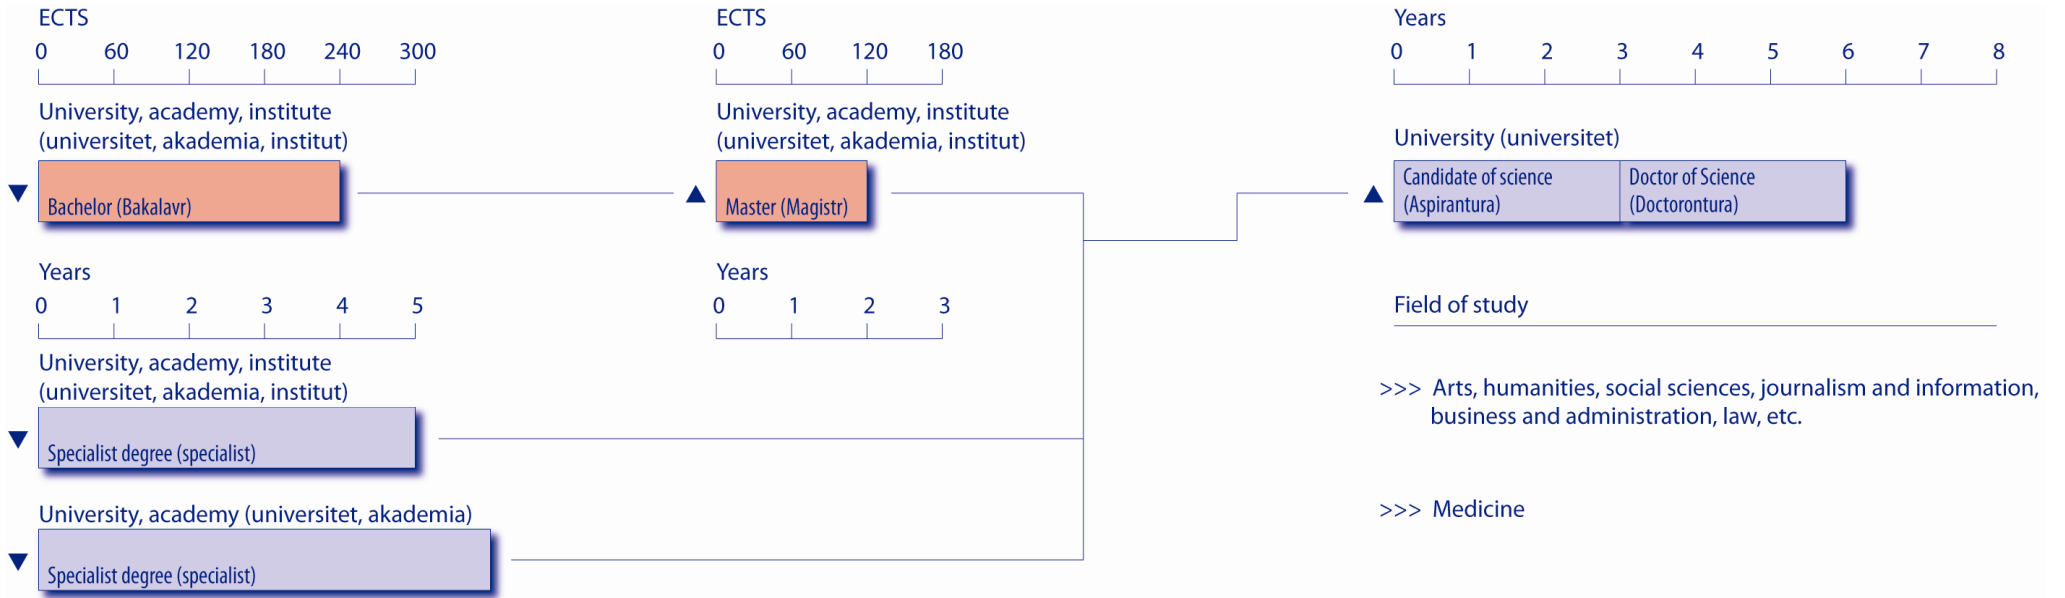 ECTS
0 60 120 180 240 300
University, academy, institute
(universitet, akademia, institut)
Bachelor (Bakalavr)
Years
0 1 2 3 4 5
University, academy, institute
(universitet, akademia, institut)
Specialist degree (specialist)
University, academy (universitet, akademia)
Specialist degree (specialist)
ECTS
0 60 120 180
University, academy, institute
(universitet, akademia, institut)
Master (Magistr)
Years
0 1 2 3
Years
0 1 2 3 4 5 6 7 8
University (universitet)
Candidate of science
(Aspirantura)
Doctor of Science
(Doctorontura)
Field of study
>>> Arts, humanities, social sciences, journalism and information,
business and administration, law, etc.
>>> Medicine